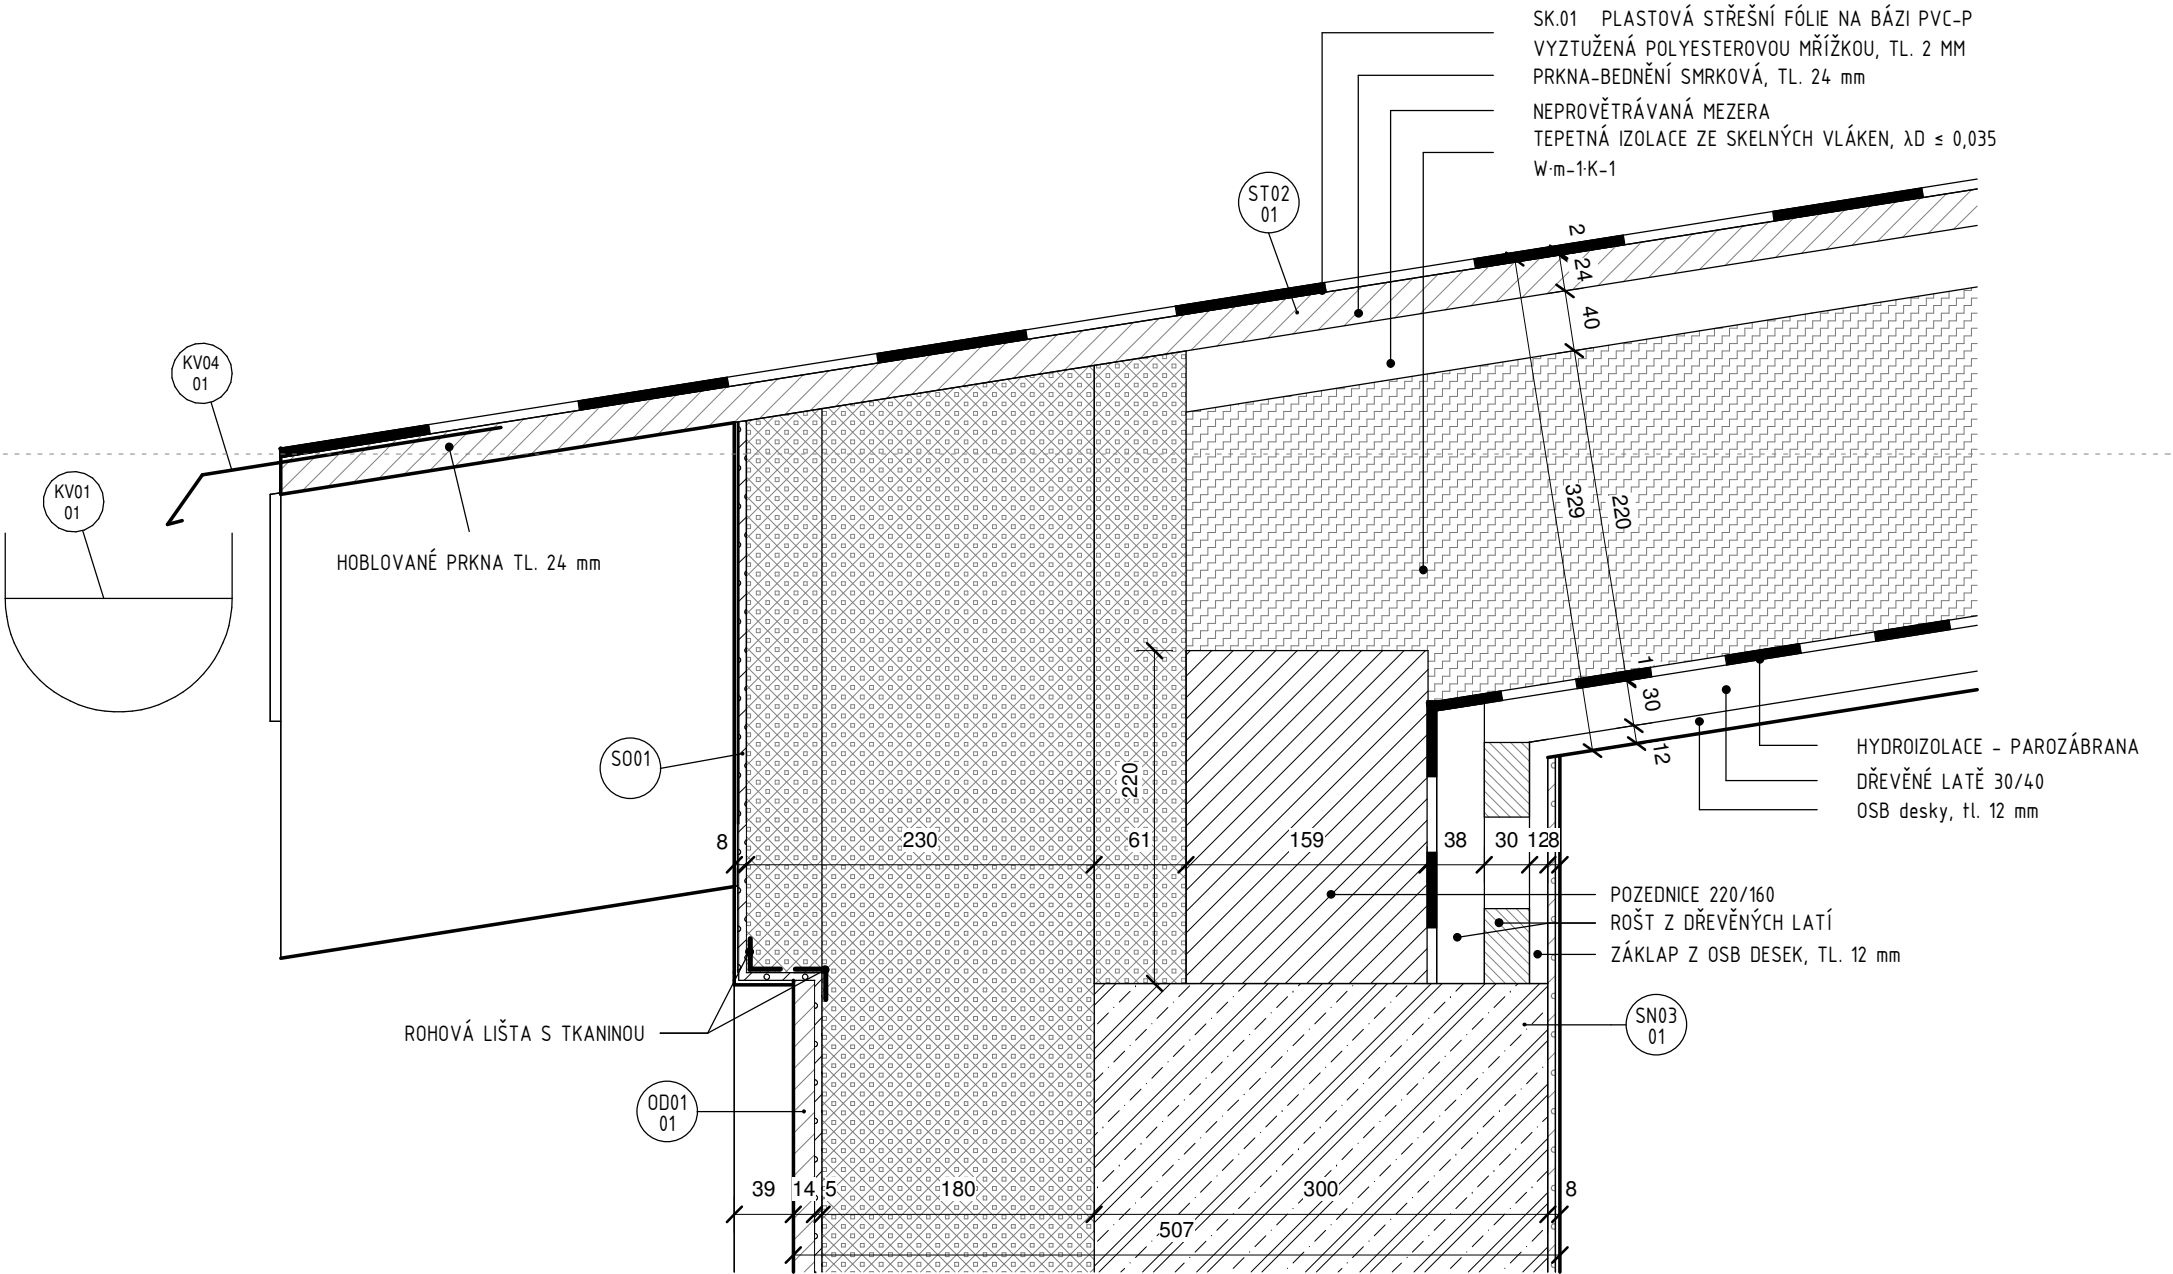 SK.01 PLASTOVÁ STŘEŠNÍ FÓLIE NA BÁZI PVC-P
VYZTUŽENÁ POLYESTEROVOU MŘÍŽKOU, TL. 2 MM
PRKNA-BEDNĚNÍ SMRKOVÁ, TL. 24 mm
NEPROVĚTRÁVANÁ MEZERA
TEPETNÁ IZOLACE ZE SKELNÝCH VLÁKEN, λD ≤ 0,035
W·m-1·K-1
ST02
01
2
24
40
KV04
01
KV01
01
329
220
HOBLOVANÉ PRKNA TL. 24 mm
1
30
12
S001
220
HYDROIZOLACE - PAROZÁBRANA
DŘEVĚNÉ LATĚ 30/40
OSB desky, tl. 12 mm
8
230
61
159
38
30
12
8
POZEDNICE 220/160
ROŠT Z DŘEVĚNÝCH LATÍ
ZÁKLAP Z OSB DESEK, TL. 12 mm
ROHOVÁ LIŠTA S TKANINOU
SN03
01
OD01
01
39
14
5
180
300
8
507